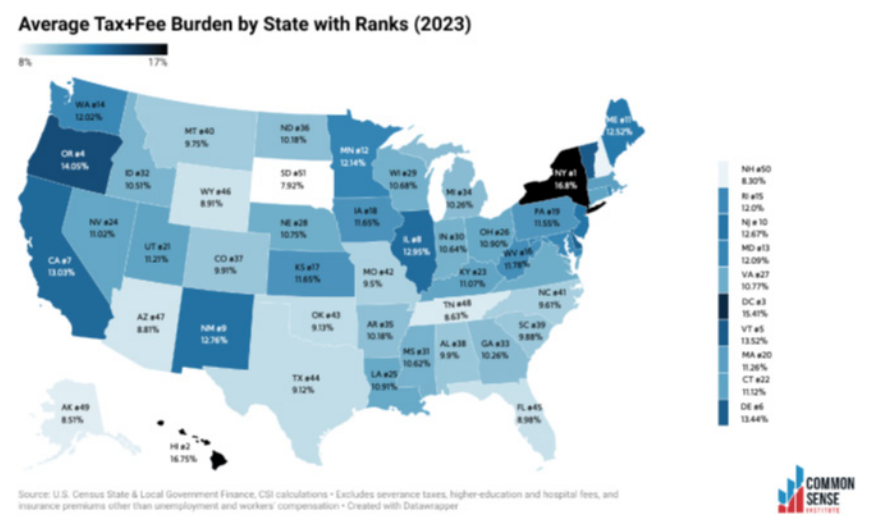 Average Tax+Fee Burden by State with Ranks (2023)
8% 17%
WA #14
12.02%
OR #4
14.05%
CA #7
13.03%
NV #24
11.02%
ID #32
10.51%
MT #40
9.75%
WY #46
8.91%
UT #21
11.21%
AZ #47
8.81%
CO #37
9.91%
NM #9
12.76%
ND #36
10.18%
SD #51
7.92%
NE #28
10.75%
KS #17
11.65%
OK #43
9.13%
TX #44
9.12%
MN #12
12.14%
IA #18
11.65%
MO #42
9.5%
AR #35
10.18%
LA #25
10.91%
WI #29
10.68%
IL #8
12.95%
MS #31
10.62%
MI #34
10.26%
IN #30
10.64%
OH #26
10.90%
KY #23
11.07%
TN #48
8.63%
AL #38
9.9%
GA #33
10.26%
FL #45
8.98%
SC #39
9.88%
NC #41
9.61%
WV #16
11.78%
PA #19
11.55%
NY #1
16.8%
ME #11
12.52%
AK #49
8.51%
HI #2
16.75%
NH #50
8.30%
RI #15
12.0%
NJ #10
12.67%
MD #13
12.09%
VA #27
10.77%
DC #3
15.41%
VT #5
13.52%
MA #20
11.26%
CT #22
11.12%
DE #6
13.44%
Source: U.S. Census State & Local Government Finance, CSI calculations • Excludes severance taxes, higher-education and hospital fees, and
insurance premiums other than unemployment and workers' compensation • Created with Datawrapper
COMMON
SENSE
INSTITUTE